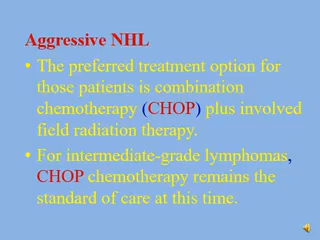 Aggressive NHL
• The preferred treatment option for
those patients is combination
chemotherapy (CHOP) plus involved
field radiation therapy.
• For intermediate-grade lymphomas,
CHOP chemotherapy remains the
standard of care at this time.